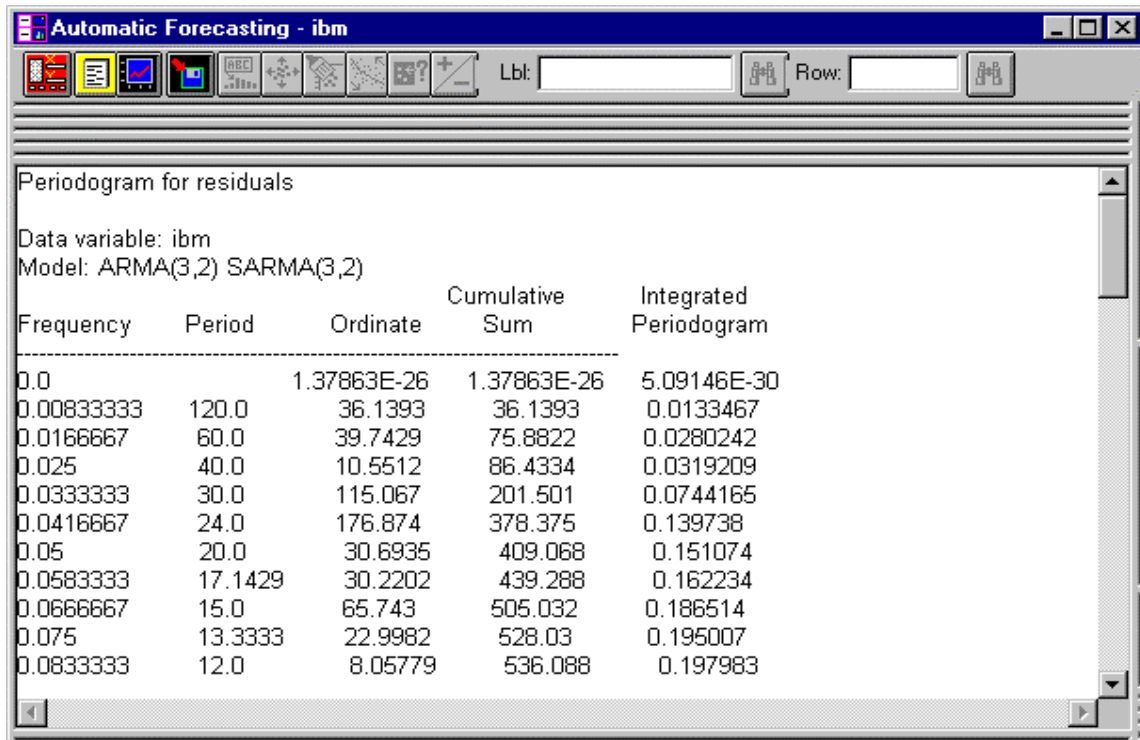 Automatic Forecasting - ibm
ABC Lbl: Row:
Periodogram for residuals
Data variable: ibm
Model: ARMA(3,2) SARMA(3,2)
Cumulative Integrated
Frequency Period Ordinate Sum Periodogram
--------------------------------------------------------------------------------
0.0 1.37863E-26 1.37863E-26 5.09146E-30
0.00833333 120.0 36.1393 36.1393 0.0133467
0.0166667 60.0 39.7429 75.8822 0.0280242
0.025 40.0 10.5512 86.4334 0.0319209
0.0333333 30.0 115.067 201.501 0.0744165
0.0416667 24.0 176.874 378.375 0.139738
0.05 20.0 30.6935 409.068 0.151074
0.0583333 17.1429 30.2202 439.288 0.162234
0.0666667 15.0 65.743 505.032 0.186514
0.075 13.3333 22.9982 528.03 0.195007
0.0833333 12.0 8.05779 536.088 0.197983